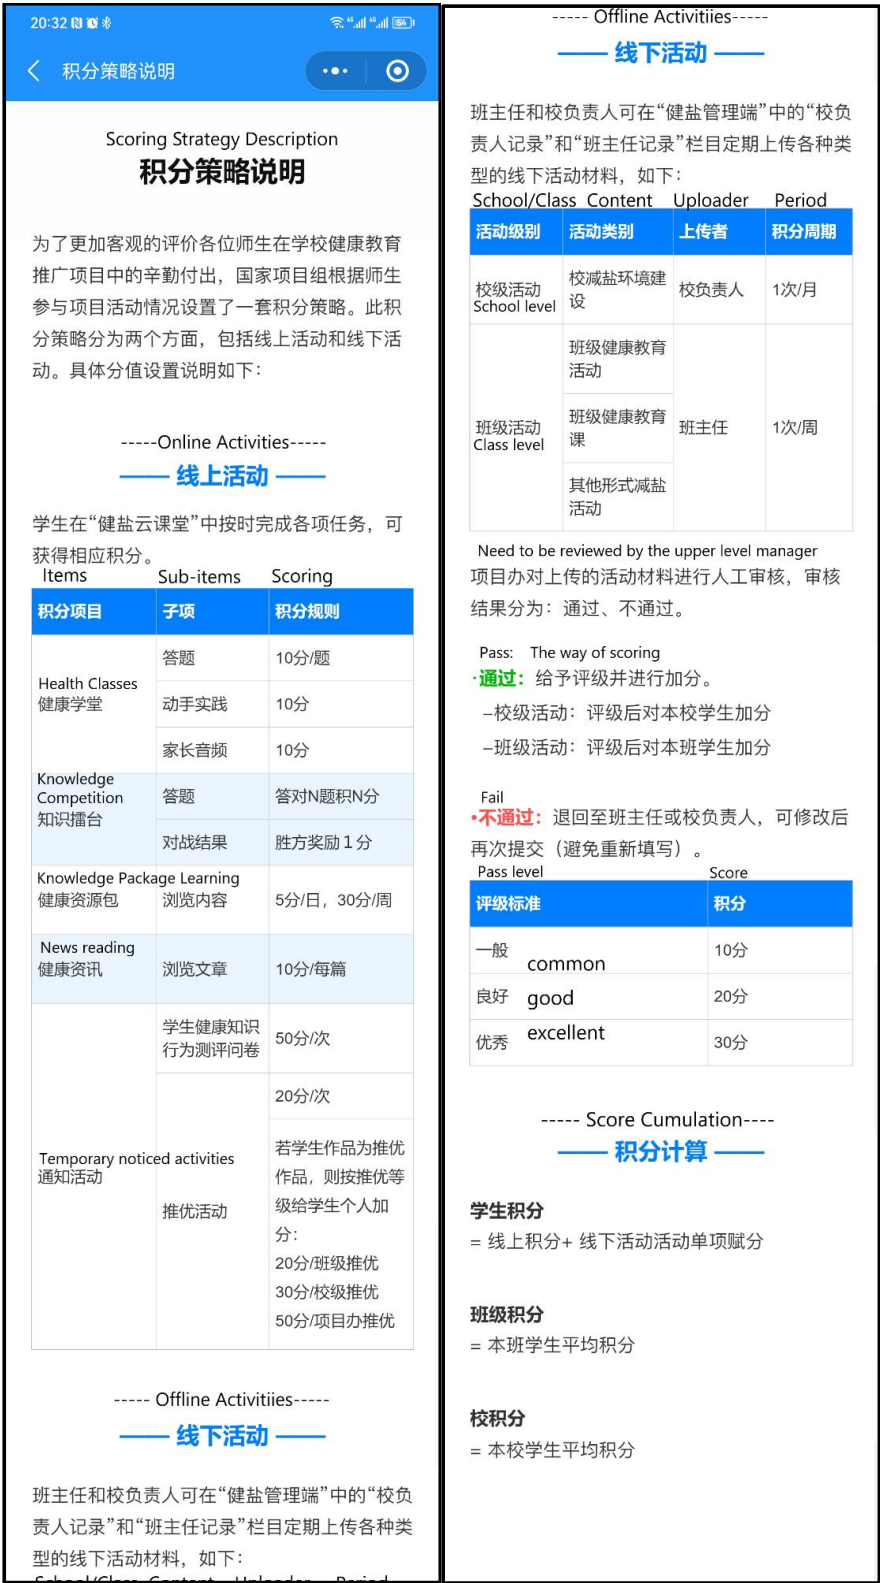 20:32
54
积分策略说明
Scoring Strategy Description
积分策略说明
为了更加客观的评价各位师生在学校健康教育
推广项目中的辛勤付出，国家项目组根据师生
参与项目活动情况设置了一套积分策略。此积
分策略分为两个方面，包括线上活动和线下活
动。具体分值设置说明如下：
-----Online Activities-----
—— 线上活动 ——
学生在“健盐云课堂”中按时完成各项任务，可
获得相应积分。
Items Sub-items Scoring
积分项目 子项 积分规则
Health Classes
健康学堂
答题 10分/题
动手实践 10分
家长音频 10分
Knowledge
Competition
知识擂台
答题 答对N题积N分
对战结果 胜方奖励 1 分
Knowledge Package Learning
健康资源包 浏览内容 5分/日，30分/周
News reading
健康资讯 浏览文章 10分/每篇
Temporary noticed activities
通知活动
学生健康知识
行为测评问卷
50分/次
推优活动
20分/次
若学生作品为推优
作品，则按推优等
级给学生个人加
分：
20分/班级推优
30分/校级推优
50分/项目办推优
----- Offline Activitiies-----
—— 线下活动 ——
班主任和校负责人可在“健盐管理端”中的“校负
责人记录”和“班主任记录”栏目定期上传各种类
型的线下活动材料，如下：
School/Class Content Uploader Period
----- Offline Activitiies-----
—— 线下活动 ——
班主任和校负责人可在“健盐管理端”中的“校负
责人记录”和“班主任记录”栏目定期上传各种类
型的线下活动材料，如下：
School/Class Content Uploader Period
活动级别 活动类别 上传者 积分周期
校级活动
School level
校减盐环境建
设
校负责人 1次/月
班级活动
Class level
班级健康教育
活动
班级健康教育
课
其他形式减盐
活动
班主任 1次/周
Need to be reviewed by the upper level manager
项目办对上传的活动材料进行人工审核，审核
结果分为：通过、不通过。
Pass: The way of scoring
·通过：给予评级并进行加分。
–校级活动：评级后对本校学生加分
–班级活动：评级后对本班学生加分
Fail
•不通过：退回至班主任或校负责人，可修改后
再次提交（避免重新填写）。
Pass level Score
评级标准 积分
一般 common 10分
良好 good 20分
优秀 excellent 30分
----- Score Cumulation----
—— 积分计算 ——
学生积分
= 线上积分+ 线下活动活动单项赋分
班级积分
= 本班学生平均积分
校积分
= 本校学生平均积分